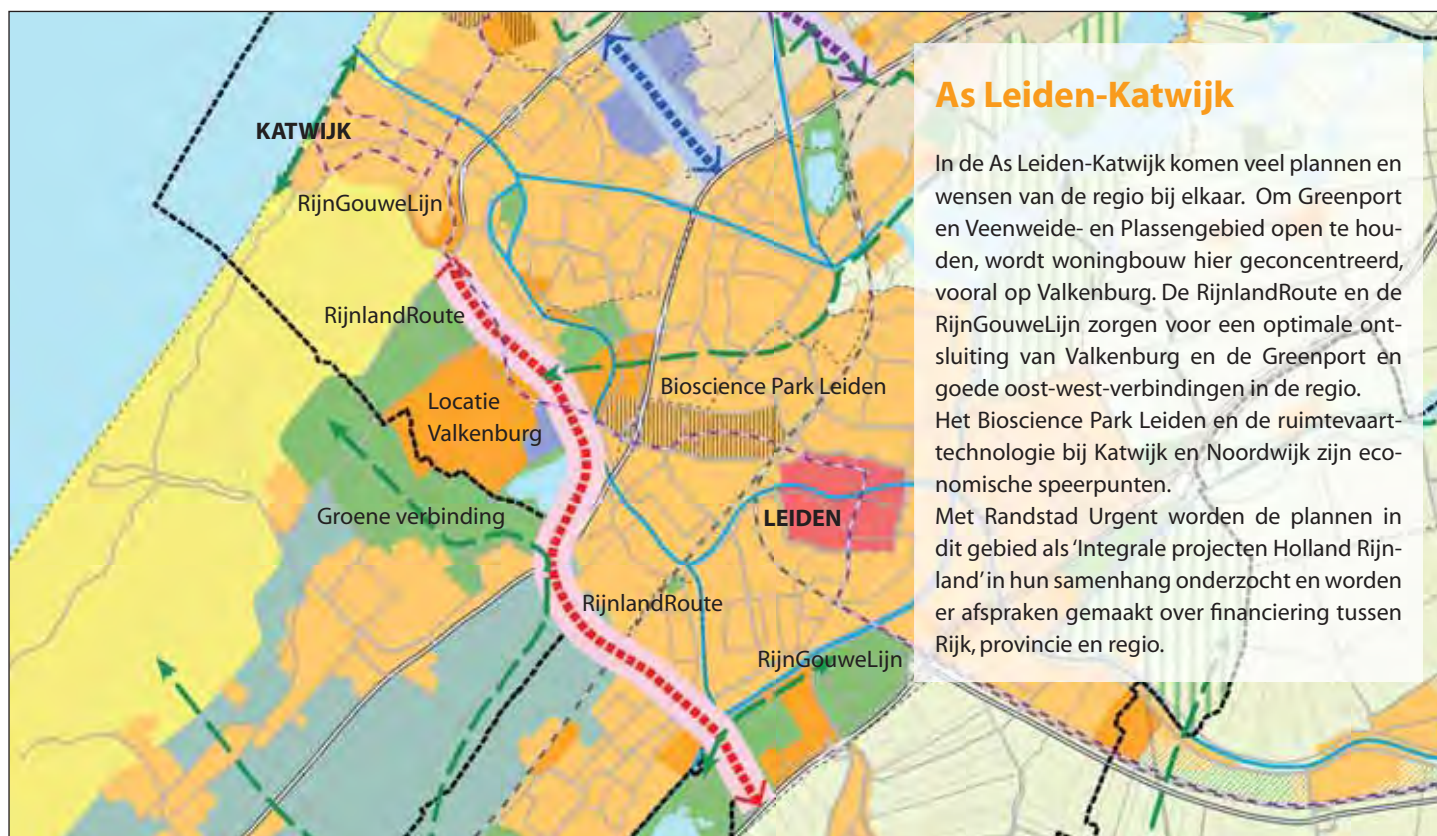 KATWIJK
RijnGouweLijn
RijnlandRoute
Locatie
Valkenburg
Bioscience Park Leiden
Groene verbinding
LEIDEN
RijnlandRoute
RijnGouweLijn
As Leiden-Katwijk
In de As Leiden-Katwijk komen veel plannen en
wensen van de regio bij elkaar. Om Greenport
en Veenweide- en Plassengebied open te hou-
den, wordt woningbouw hier geconcentreerd,
vooral op Valkenburg. De RijnlandRoute en de
RijnGouweLijn zorgen voor een optimale ont-
sluiting van Valkenburg en de Greenport en
goede oost-west-verbindingen in de regio.
Het Bioscience Park Leiden en de ruimtevaart-
technologie bij Katwijk en Noordwijk zijn eco-
nomische speerpunten.
Met Randstad Urgent worden de plannen in
dit gebied als 'Integrale projecten Holland Rijn-
land' in hun samenhang onderzocht en worden
er afspraken gemaakt over financiering tussen
Rijk, provincie en regio.